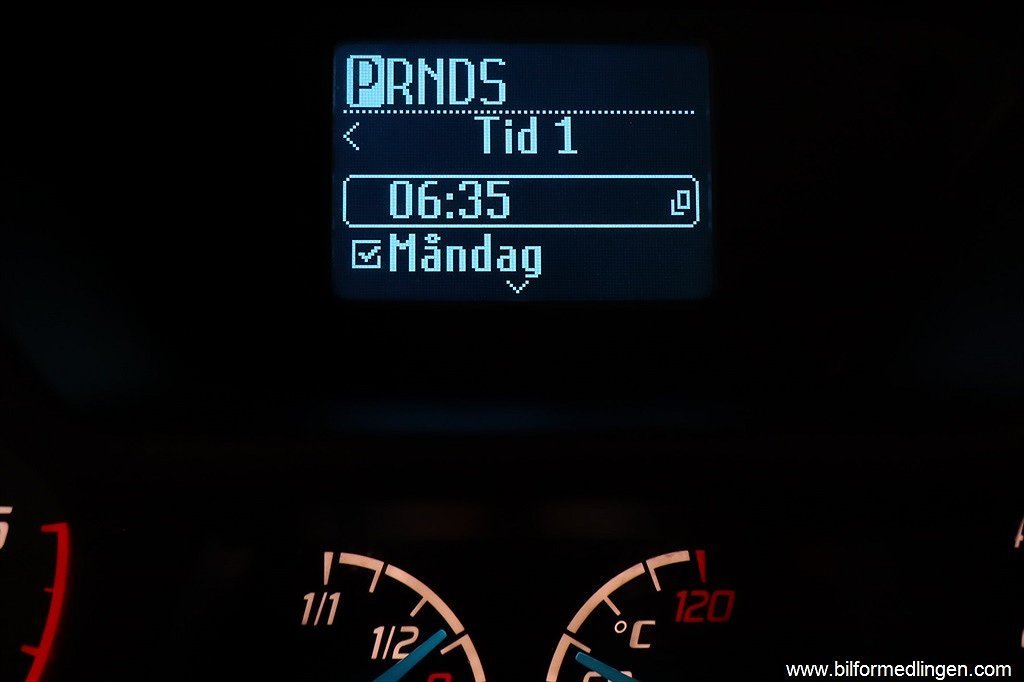 PRNDS
< Tid 1
06:35
Måndag
1/1
120
°C
1/2
www.bilformedlingen.com